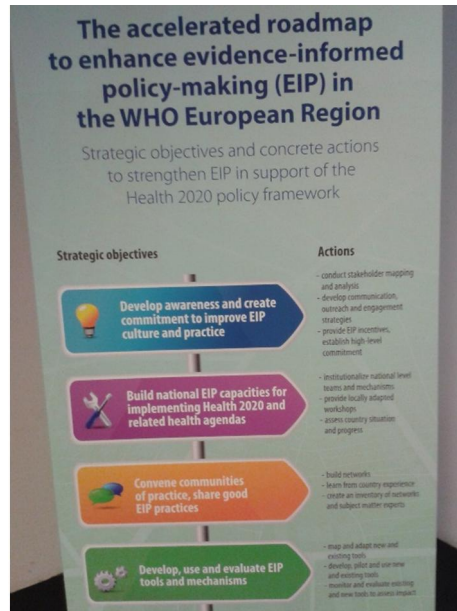 The accelerated roadmap
to enhance evidence-informed
policy-making (EIP) in
the WHO European Region
Strategic objectives and concrete actions
to strengthen EIP in support of the
Health 2020 policy framework
Strategic objectives
Actions
Develop awareness and create
commitment to improve EIP
culture and practice
- conduct stakeholder mapping
and analysis
- develop communication,
outreach and engagement
strategies
- provide EIP incentives,
establish high-level
commitment
Build national EIP capacities for
implementing Health 2020 and
related health agendas
- institutionalize national level
teams and mechanisms
- provide locally adapted
workshops
- assess country situation
and progress
Convene communities
of practice, share good
EIP practices
- build networks
- learn from country experience
- create an inventory of networks
and subject matter experts
Develop, use and evaluate EIP
tools and mechanisms
- map and adapt new and
existing tools
- develop, pilot and use new
and existing tools
- monitor and evaluate existing
and new tools to assess impact